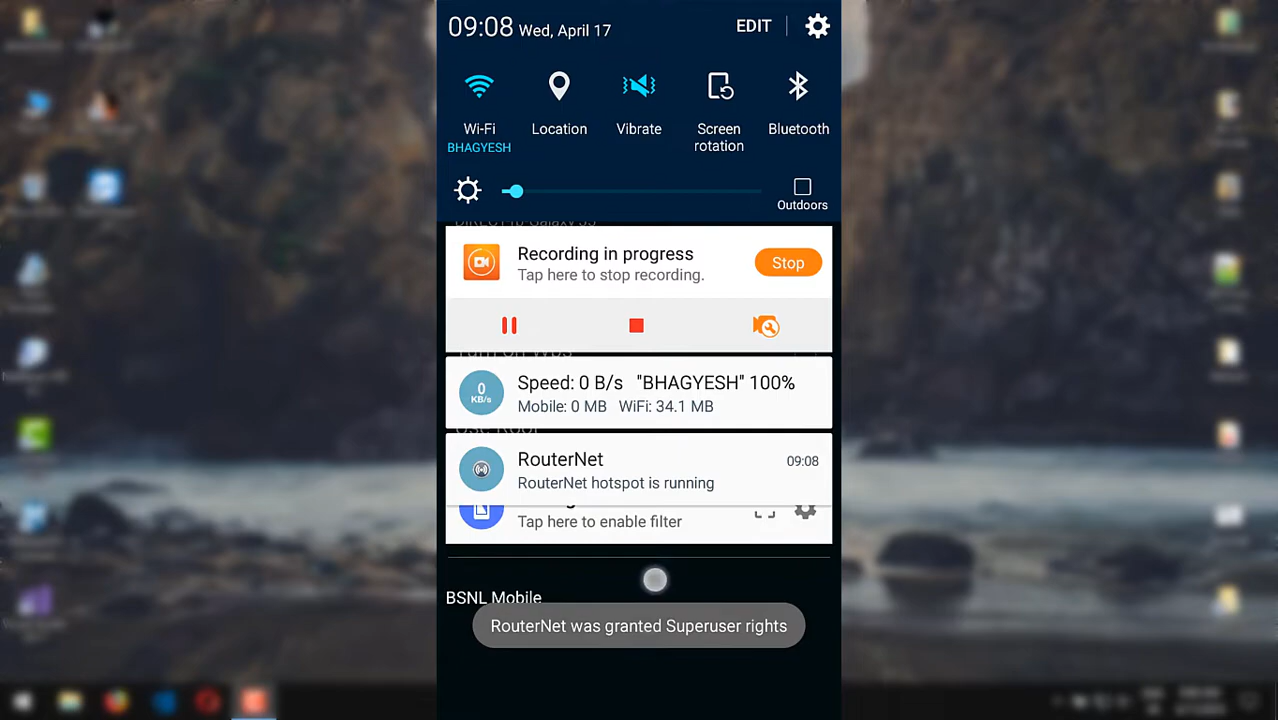 09:08 Wed, April 17 EDIT
Wi-Fi
BHAGYESH
Location
Vibrate
Screen
rotation
Bluetooth
Outdoors
Recording in progress
Tap here to stop recording.
Stop
0
KB/s
Speed: 0 B/s "BHAGYESH" 100%
Mobile: 0 MB WiFi: 34.1 MB
RouterNet
09:08
RouterNet hotspot is running
Tap here to enable filter
BSNL Mobile
RouterNet was granted Superuser rights